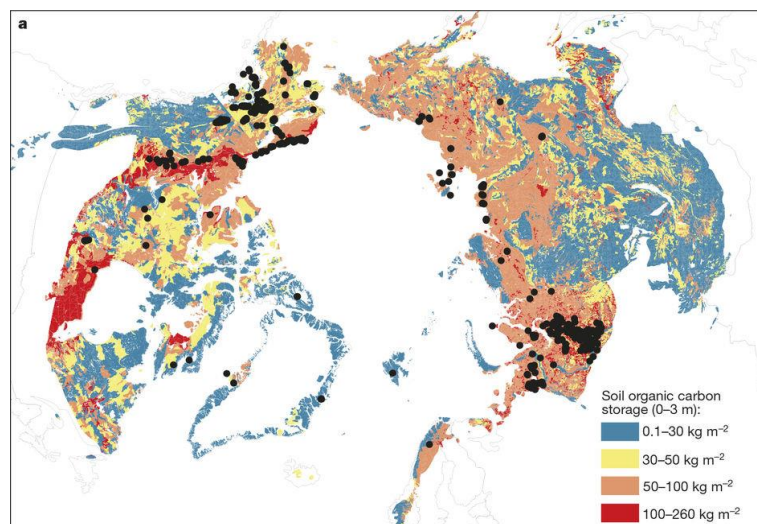 a
Soil organic carbon
storage (0–3 m):
0.1–30 kg m⁻²
30–50 kg m⁻²
50–100 kg m⁻²
100–260 kg m⁻²